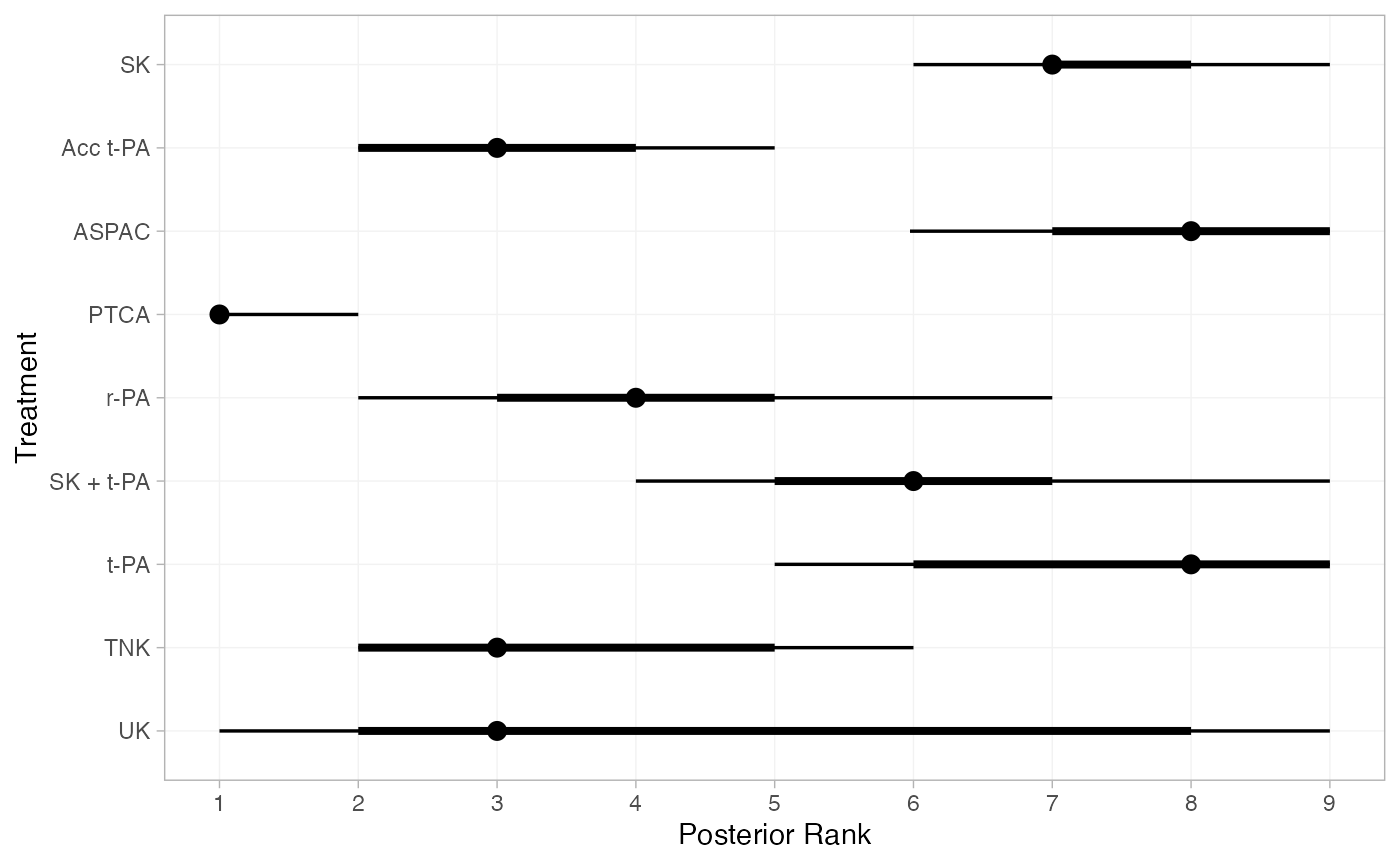 SK
Acc t-PA
ASPAC
PTCA
r-PA
SK + t-PA
t-PA
TNK
UK
Treatment
1 2 3 4 5 6 7 8 9
Posterior Rank